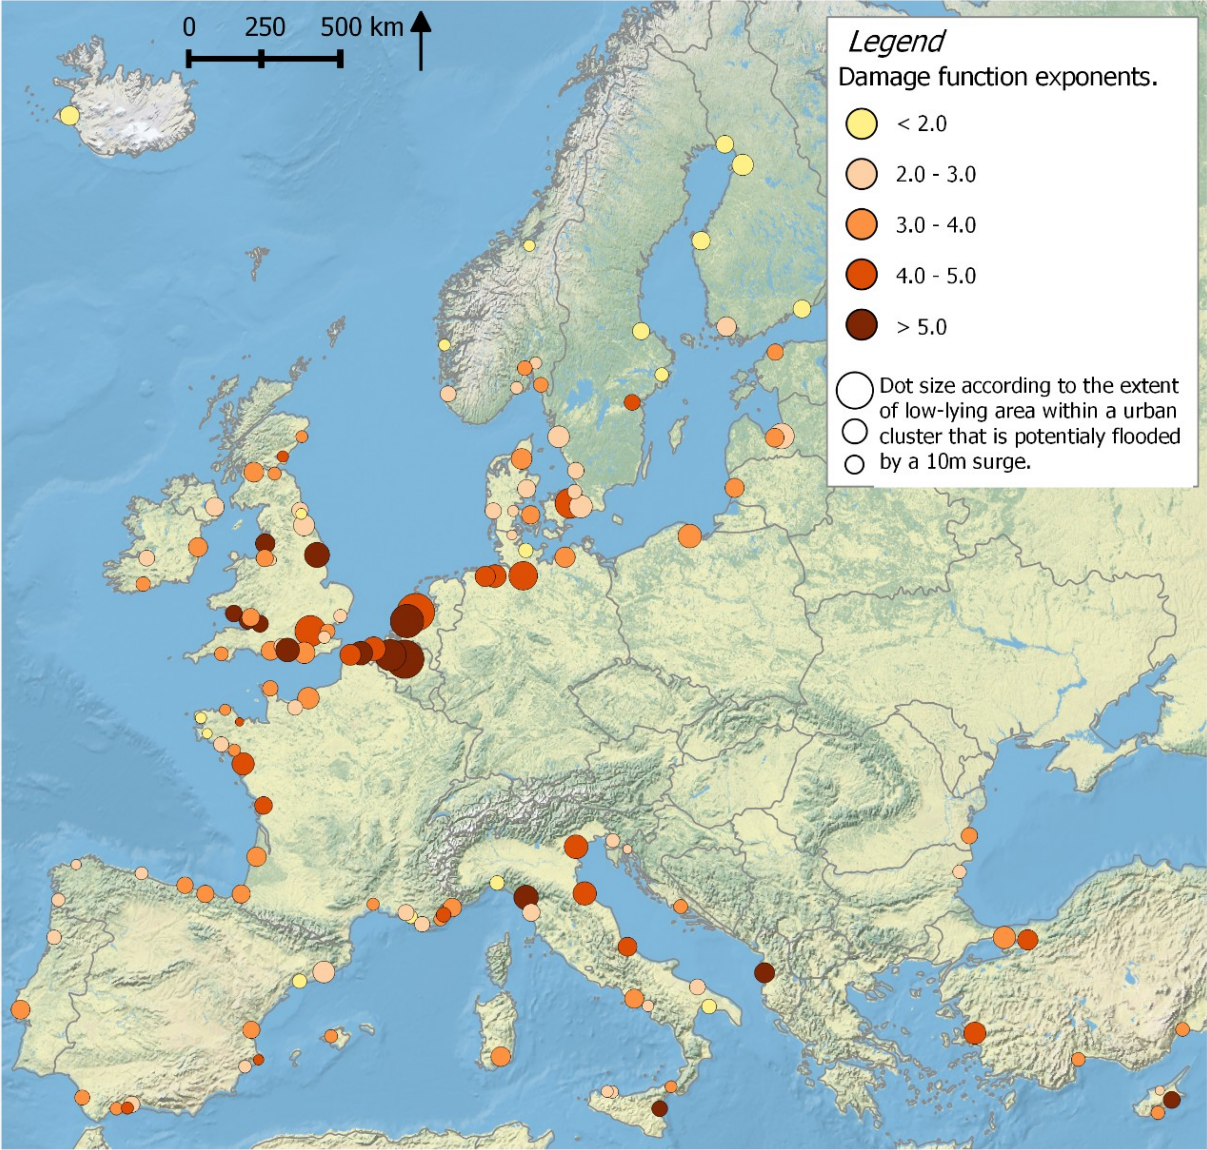 0 250 500 km
Legend
Damage function exponents.
< 2.0
2.0 - 3.0
3.0 - 4.0
4.0 - 5.0
> 5.0
Dot size according to the extent
of low-lying area within a urban
cluster that is potentialy flooded
by a 10m surge.